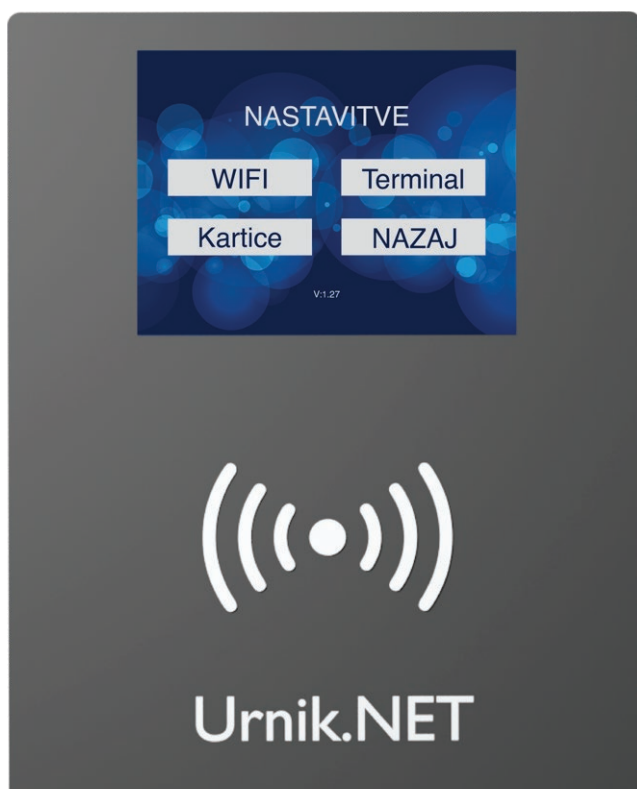 NASTAVITVE
WIFI Terminal
Kartice NAZAJ
V:1.27
Urnik.NET